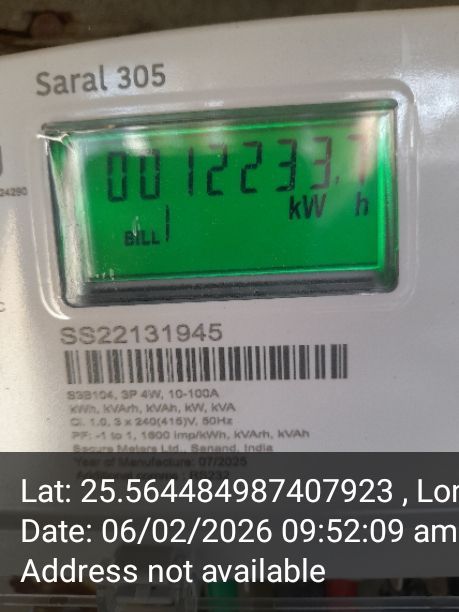 Saral 305
24290
0012233.7
kW h
BILL 1
SS22131945
S3B104, 3P 4W, 10-100A
kWh, kVArh, kVAh, kW, kVA
Cl. 1.0, 3 x 240(415)V, 50Hz
PF: -1 to 1, 1600 imp/kWh, kVArh, kVAh
Secure Meters Ltd., Sanand, India
Year of Manufacture: 07/2025
Lat: 25.564484987407923 , Lon
Date: 06/02/2026 09:52:09 am
Address not available